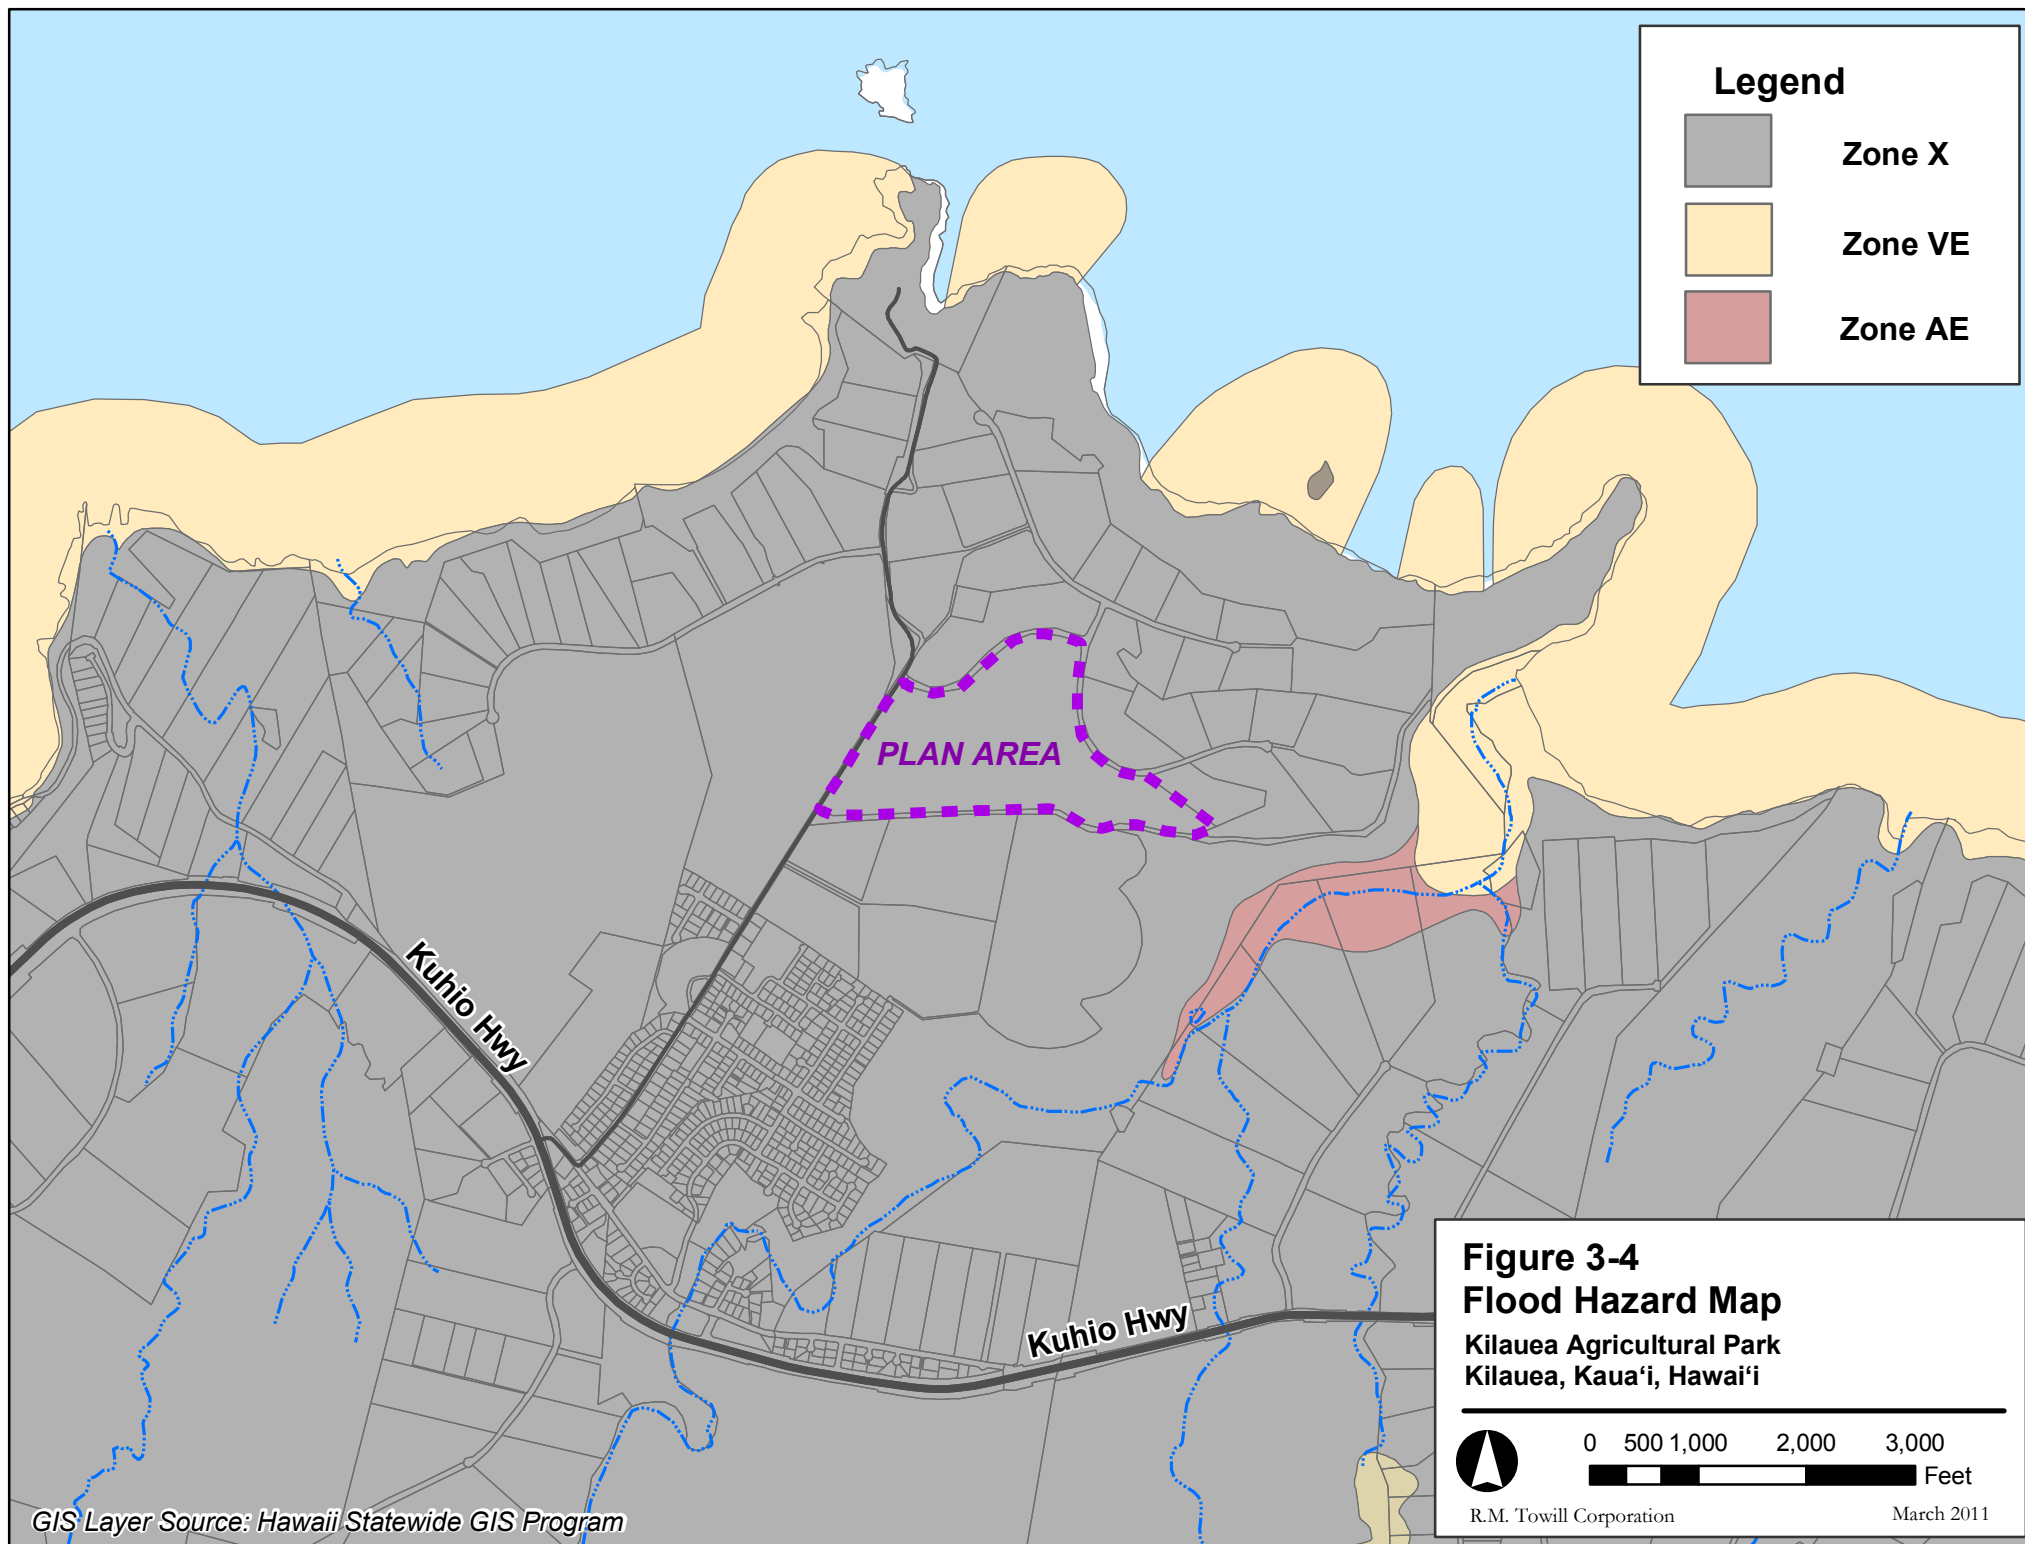 Legend
Zone X
Zone VE
Zone AE
PLAN AREA
Kuhio Hwy
Kuhio Hwy
Figure 3-4
Flood Hazard Map
Kilauea Agricultural Park
Kilauea, Kauaʻi, Hawaiʻi
0 500 1,000 2,000 3,000
Feet
R.M. Towill Corporation March 2011
GIS Layer Source: Hawaii Statewide GIS Program